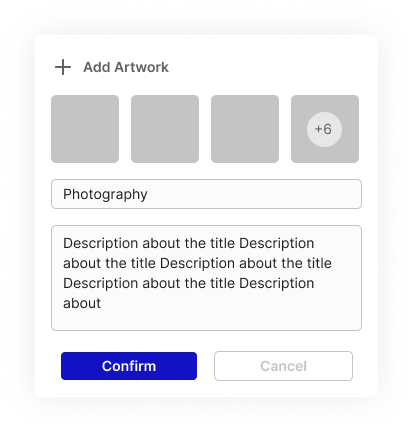 Add Artwork
+6
Photography
Description about the title Description
about the title Description about the title
Description about the title Description
about
Confirm
Cancel